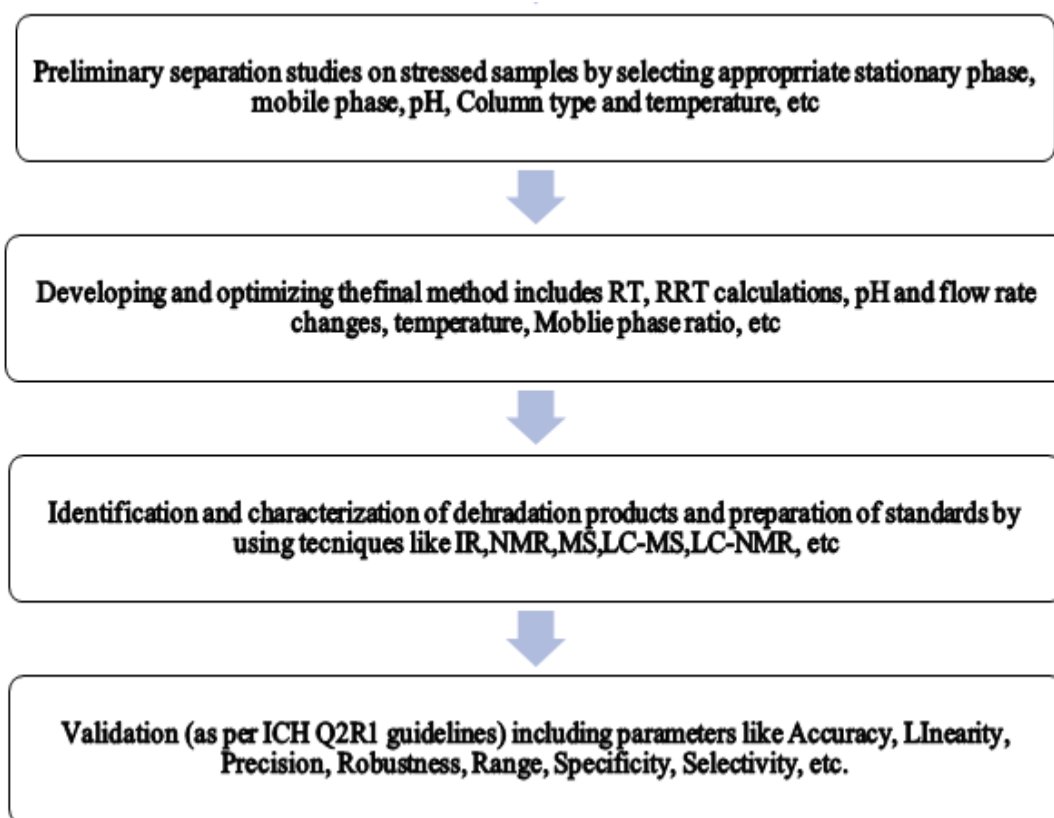 Preliminary separation studies on stressed samples by selecting approprriate stationary phase,
mobile phase, pH, Column type and temperature, etc
Developing and optimizing thefinal method includes RT, RRT calculations, pH and flow rate
changes, temperature, Moblie phase ratio, etc
Identification and characterization of dehradation products and preparation of standards by
using tecniques like IR,NMR,MS,LC-MS,LC-NMR, etc
Validation (as per ICH Q2R1 guidelines) including parameters like Accuracy, LInearity,
Precision, Robustness, Range, Specificity, Selectivity, etc.